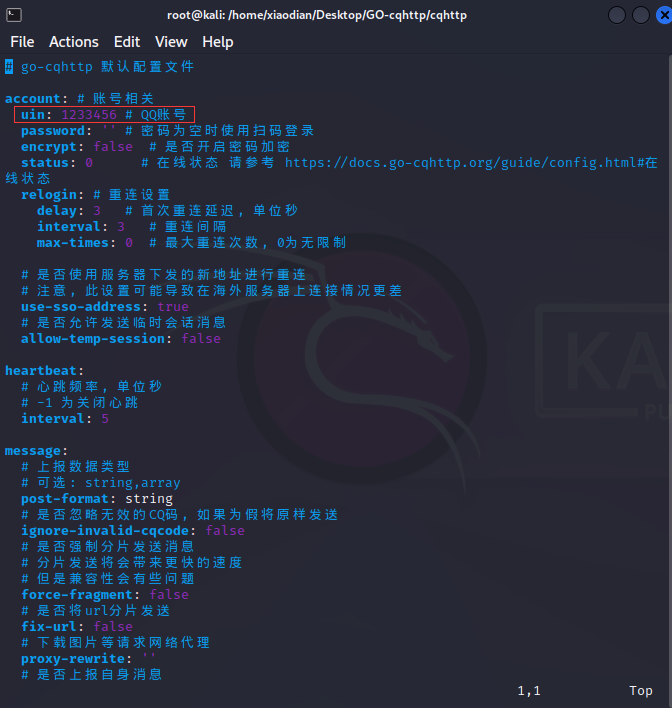 root@kali: /home/xiaodian/Desktop/GO-cqhttp/cqhttp
File Actions Edit View Help
# go-cqhttp 默认配置文件
account: # 账号相关
uin: 1233456 # QQ账号
password: '' # 密码为空时使用扫码登录
encrypt: false # 是否开启密码加密
status: 0 # 在线状态 请参考 https://docs.go-cqhttp.org/guide/config.html#在
线状态
relogin: # 重连设置
delay: 3 # 首次重连延迟, 单位秒
interval: 3 # 重连间隔
max-times: 0 # 最大重连次数, 0为无限制
# 是否使用服务器下发的新地址进行重连
# 注意, 此设置可能导致在海外服务器上连接情况更差
use-sso-address: true
# 是否允许发送临时会话消息
allow-temp-session: false
heartbeat:
# 心跳频率, 单位秒
# -1 为关闭心跳
interval: 5
message:
# 上报数据类型
# 可选: string,array
post-format: string
# 是否忽略无效的CQ码, 如果为假将原样发送
ignore-invalid-cqcode: false
# 是否强制分片发送消息
# 分片发送将会带来更快的速度
# 但是兼容性会有些问题
force-fragment: false
# 是否将url分片发送
fix-url: false
# 下载图片等请求网络代理
proxy-rewrite: ''
# 是否上报自身消息
1,1 Top
KA
PU